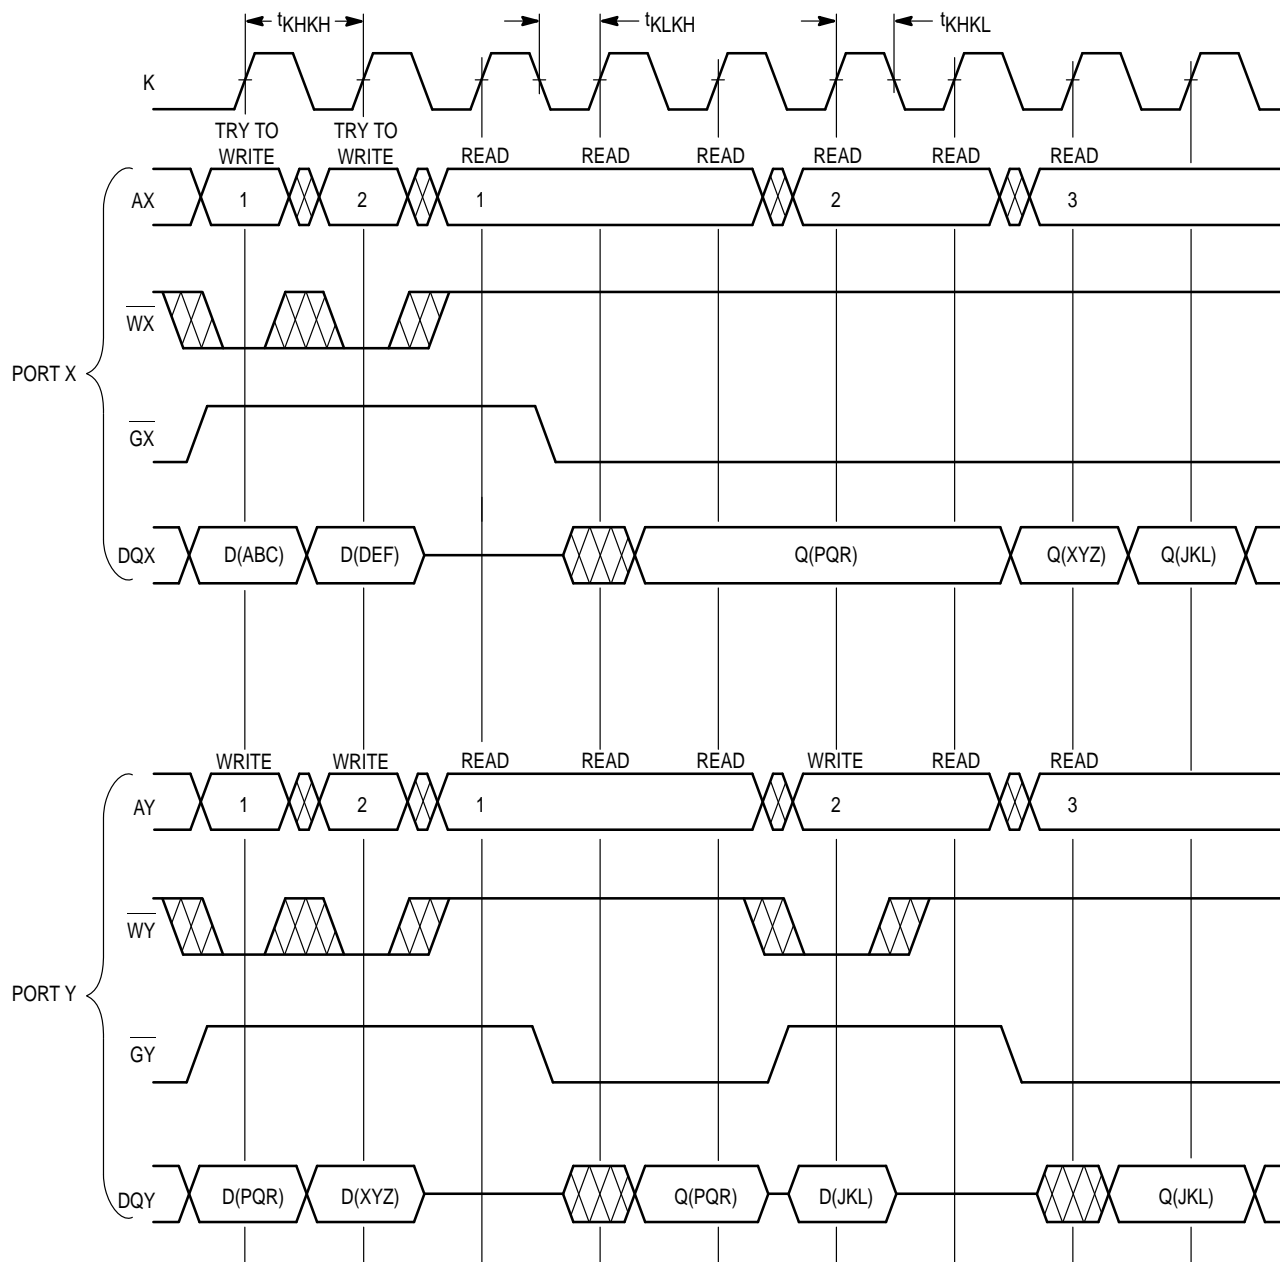 tKHKH tKLKH tKHKL
K
TRY TO TRY TO
WRITE WRITE READ READ READ READ READ READ
AX 1 2 1 2 3
WX
PORT X
GX
DQX D(ABC) D(DEF) Q(PQR) Q(XYZ) Q(JKL)
WRITE WRITE READ READ READ WRITE READ READ
AY 1 2 1 2 3
WY
PORT Y
GY
DQY D(PQR) D(XYZ) Q(PQR) D(JKL) Q(JKL)